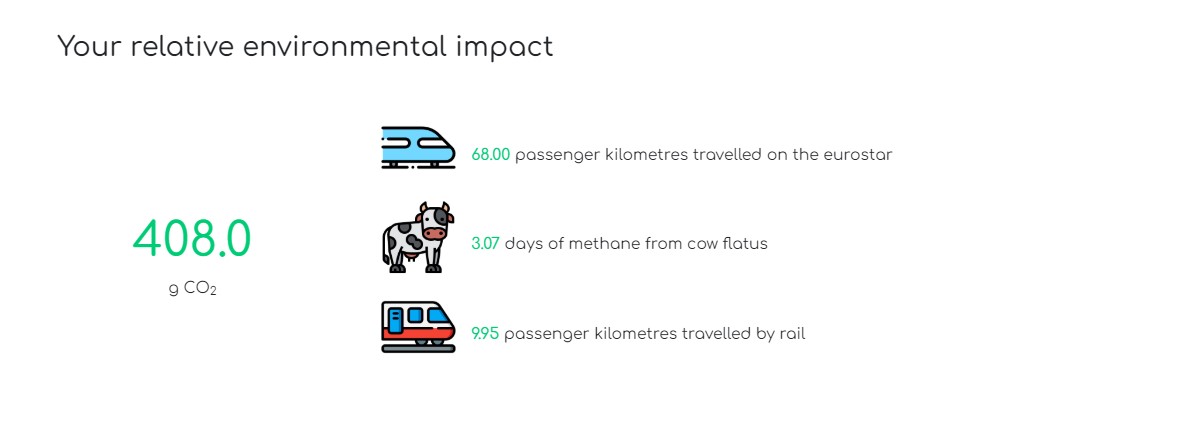 Your relative environmental impact
68.00 passenger kilometres travelled on the eurostar
408.0
g CO₂
3.07 days of methane from cow flatus
9.95 passenger kilometres travelled by rail